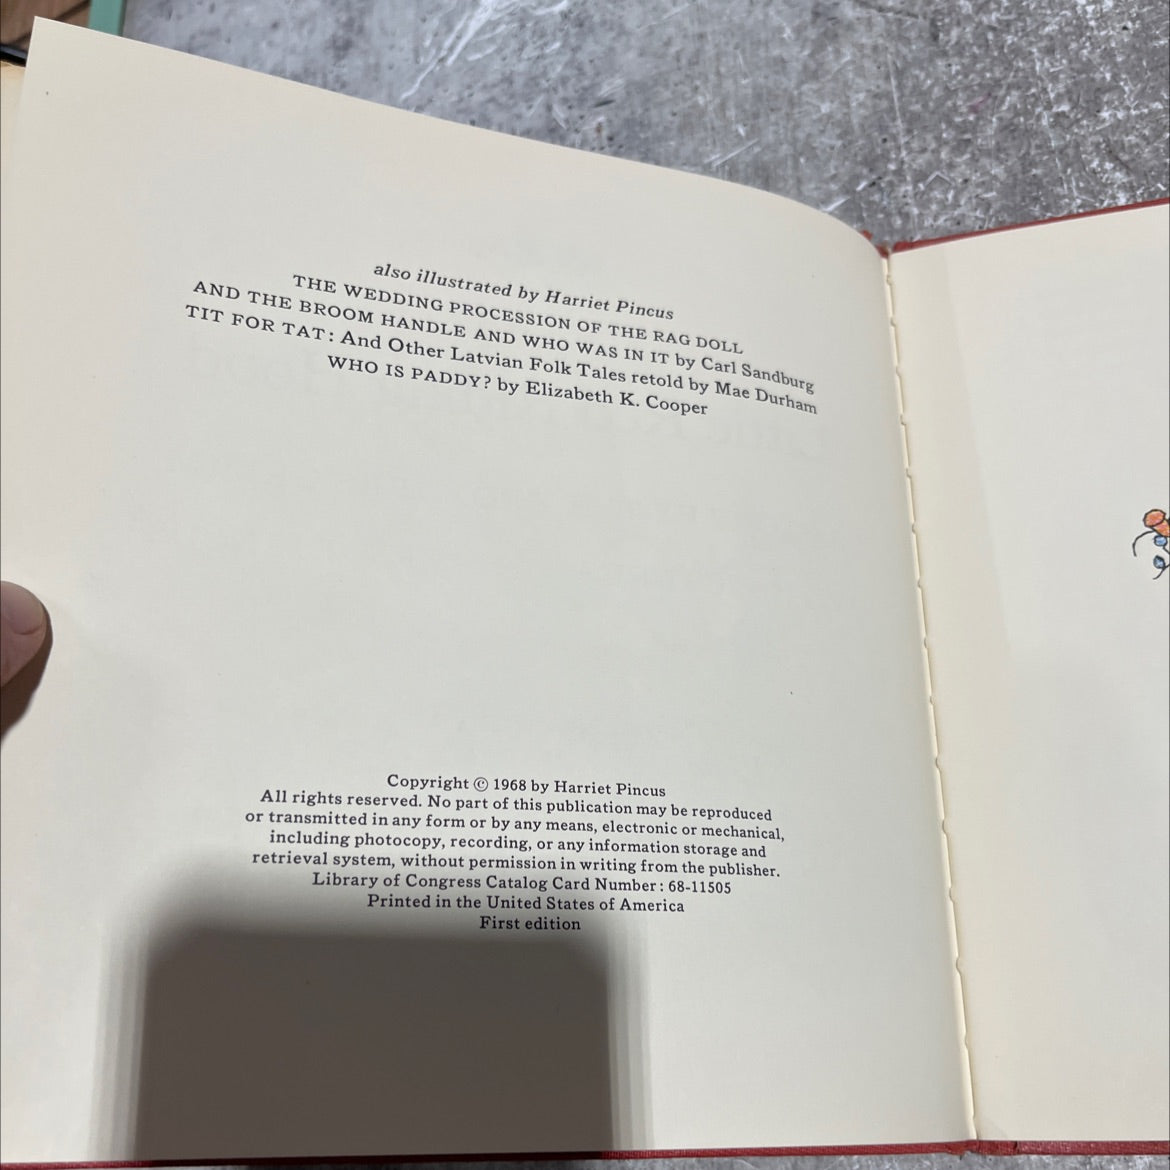 also illustrated by Harriet Pincus
THE WEDDING PROCESSION OF THE RAG DOLL
AND THE BROOM HANDLE AND WHO WAS IN IT by Carl Sandburg
TIT FOR TAT: And Other Latvian Folk Tales retold by Mae Durham
WHO IS PADDY? by Elizabeth K. Cooper
Copyright © 1968 by Harriet Pincus
All rights reserved. No part of this publication may be reproduced
or transmitted in any form or by any means, electronic or mechanical,
including photocopy, recording, or any information storage and
retrieval system, without permission in writing from the publisher.
Library of Congress Catalog Card Number: 68-11505
Printed in the United States of America
First edition